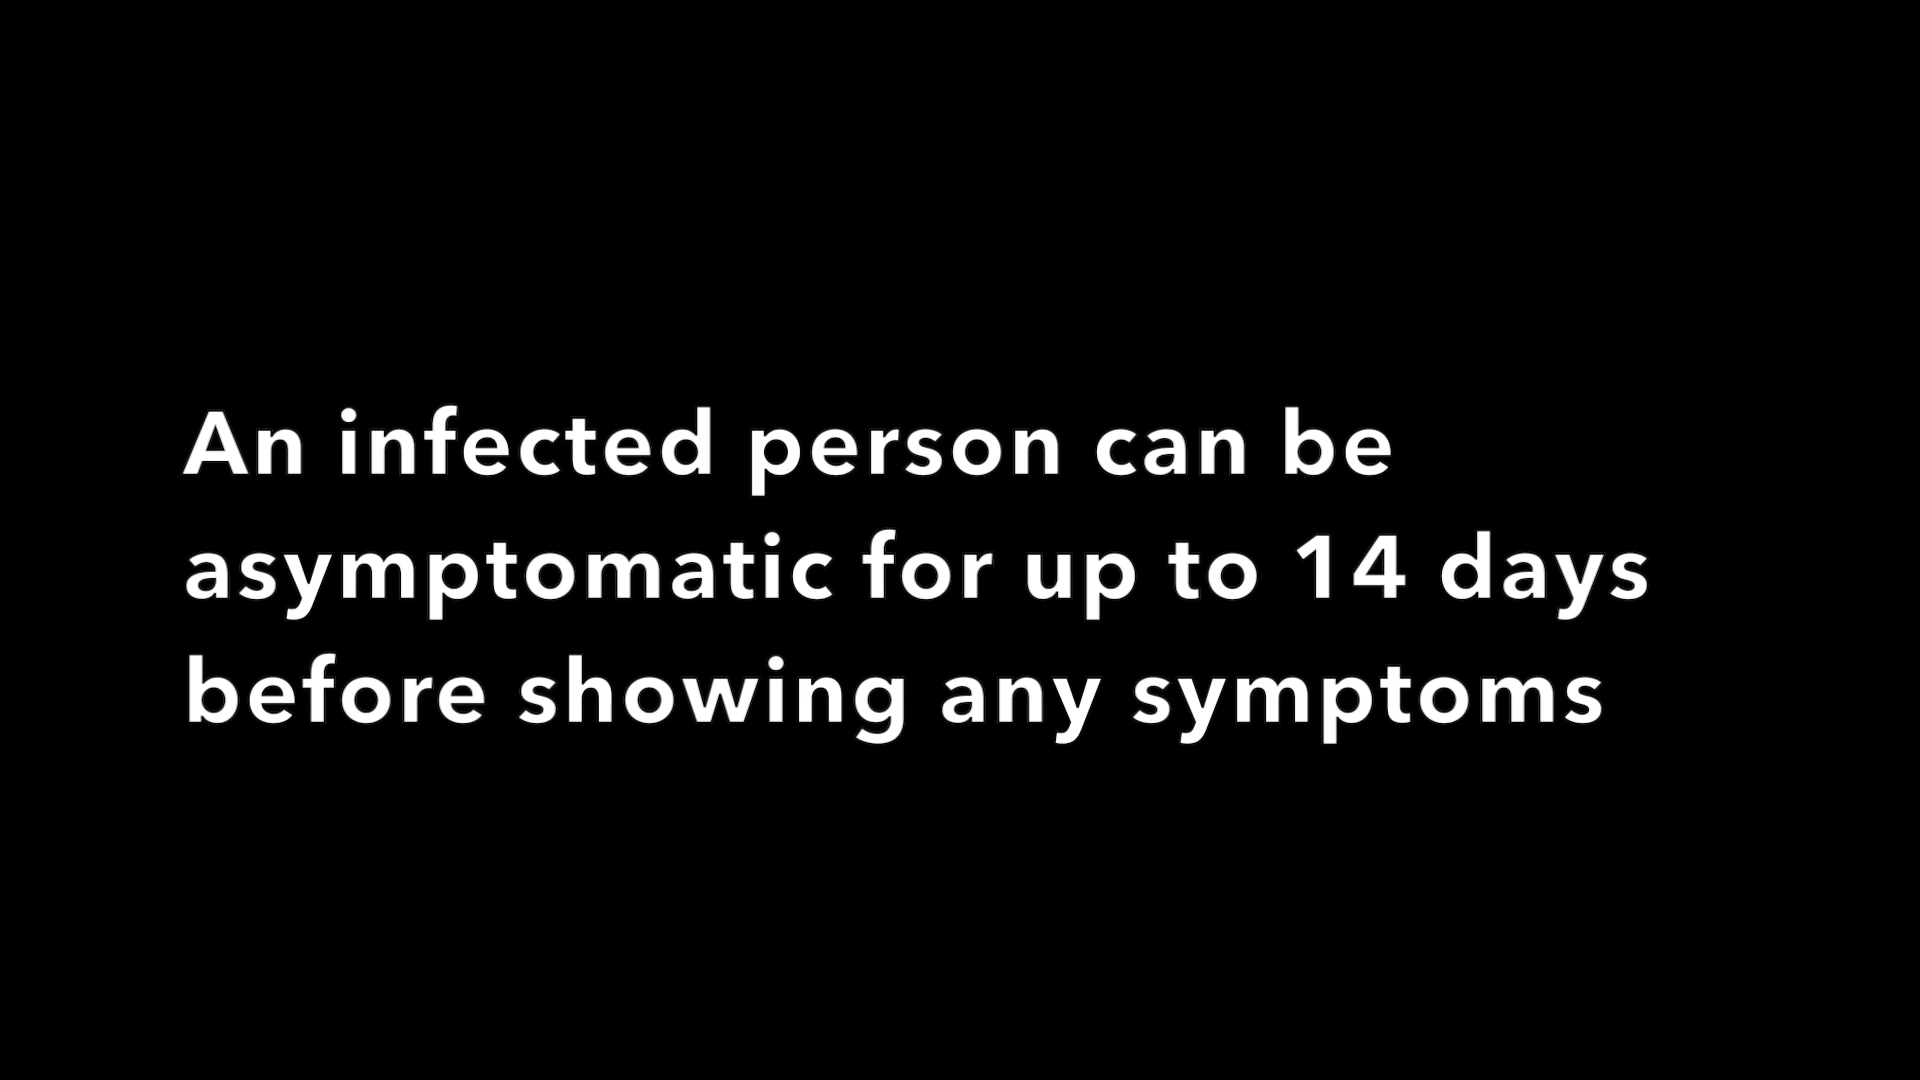 An infected person can be
asymptomatic for up to 14 days
before showing any symptoms